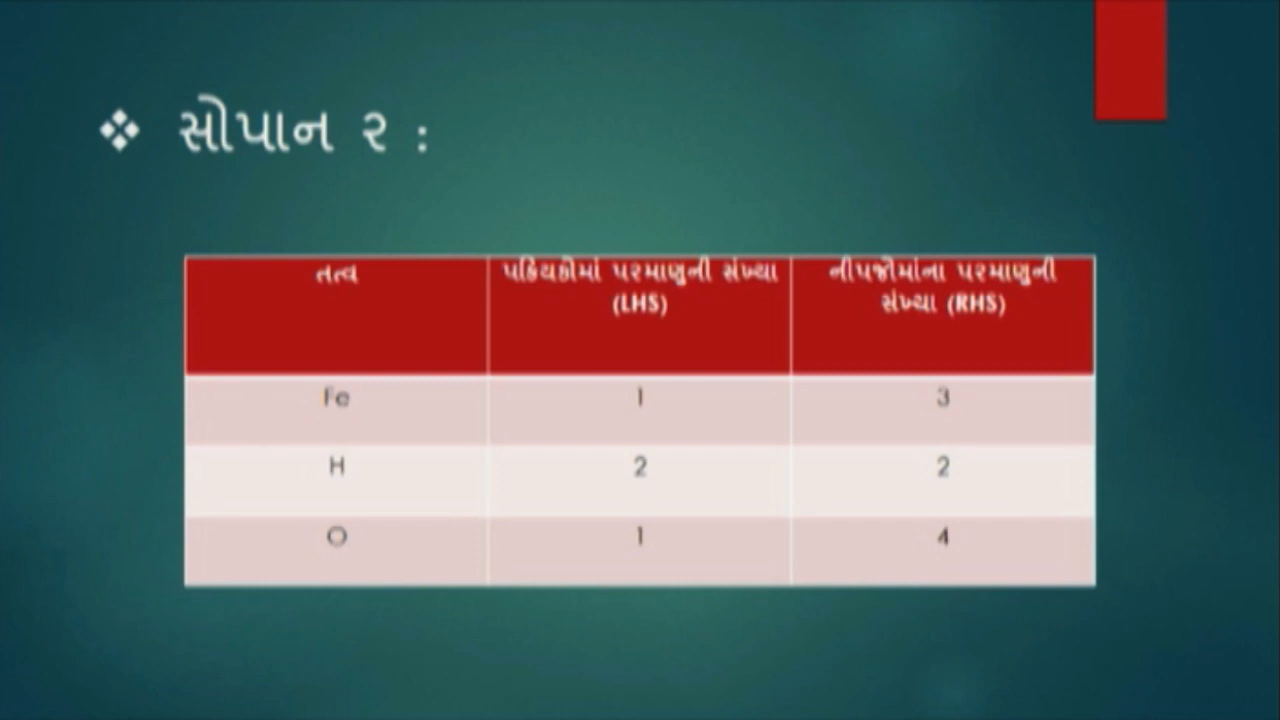 ❖ સોપાન ૨ :
તત્વ
પ્રક્રિયકોમાં પરમાણુની સંખ્યા
(LHS)
નીપજોમાંના પરમાણુની
સંખ્યા (RHS)
Fe 1 3
H 2 2
O 1 4